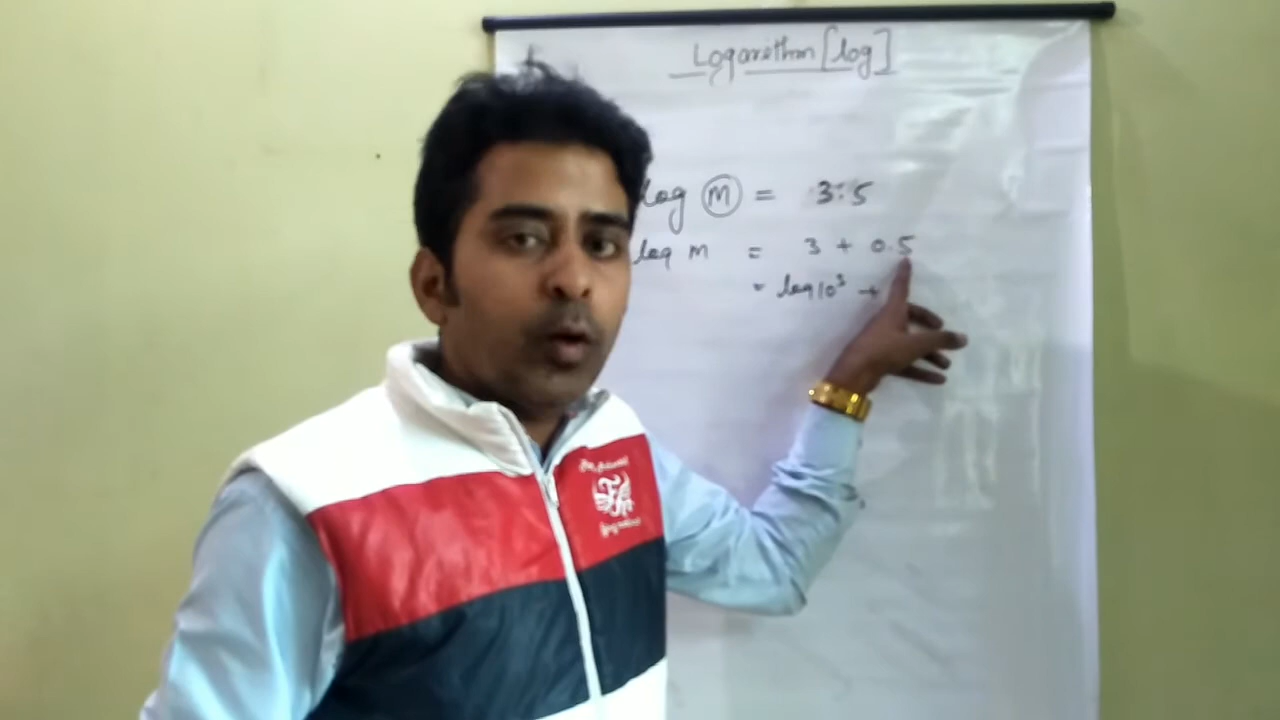 Logarithm [log]
log m = 3.5
log m = 3 + 0.5
= log 10³ +